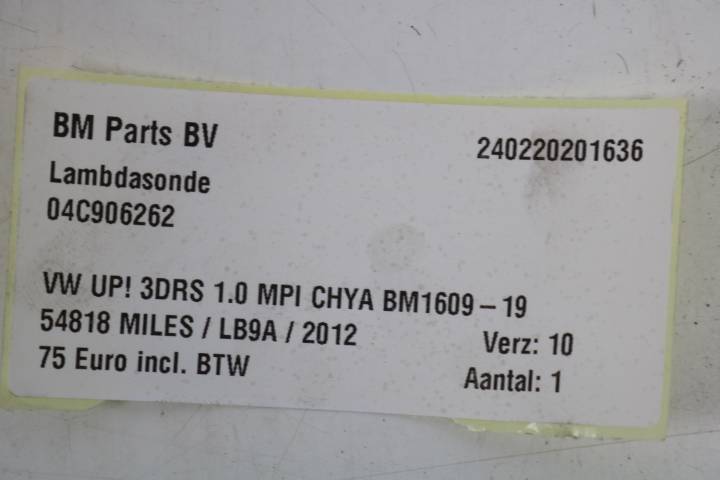 BM Parts BV
240220201636
Lambdasonde
04C906262
VW UP! 3DRS 1.0 MPI CHYA BM1609 – 19
54818 MILES / LB9A / 2012
Verz: 10
75 Euro incl. BTW
Aantal: 1